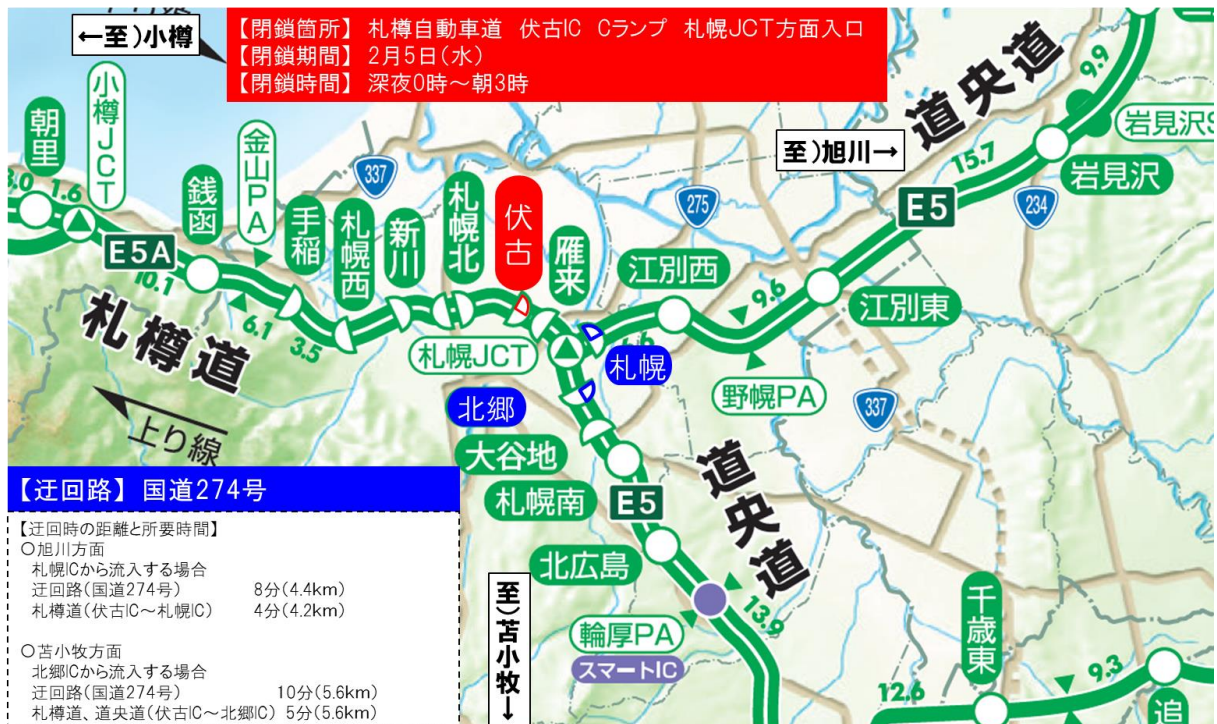 ←至)小樽
【閉鎖箇所】 札樽自動車道 伏古IC Cランプ 札幌JCT方面入口
【閉鎖期間】 2月5日(水)
【閉鎖時間】 深夜0時～朝3時
道央道
9.9
岩見沢
至)旭川→
15.7
岩見沢
E5
234
275
337
朝里
小樽JCT
金山PA
銭函
手稲
札幌西
新川
札幌北
伏古
雁来
江別西
江別東
3.0
1.6
E5A
10.1
6.1
3.5
9.6
札樽道
札幌JCT
札幌
野幌PA
337
北郷
上り線
大谷地
札幌南
E5
道央道
北広島
輪厚PA
スマートIC
13.9
至)苫小牧→
千歳東
12.6
9.3
追
【迂回路】 国道274号
【迂回時の距離と所要時間】
○旭川方面
札幌ICから流入する場合
迂回路(国道274号) 8分(4.4km)
札樽道(伏古IC～札幌IC) 4分(4.2km)
○苫小牧方面
北郷ICから流入する場合
迂回路(国道274号) 10分(5.6km)
札樽道、道央道(伏古IC～北郷IC) 5分(5.6km)